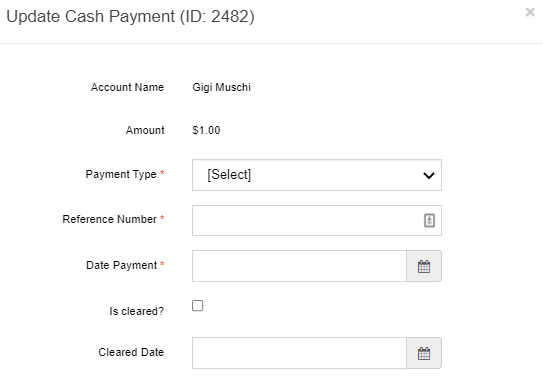 Update Cash Payment (ID: 2482)
×
Account Name Gigi Muschi
Amount $1.00
Payment Type * [Select]
Reference Number *
Date Payment *
Is cleared?
Cleared Date